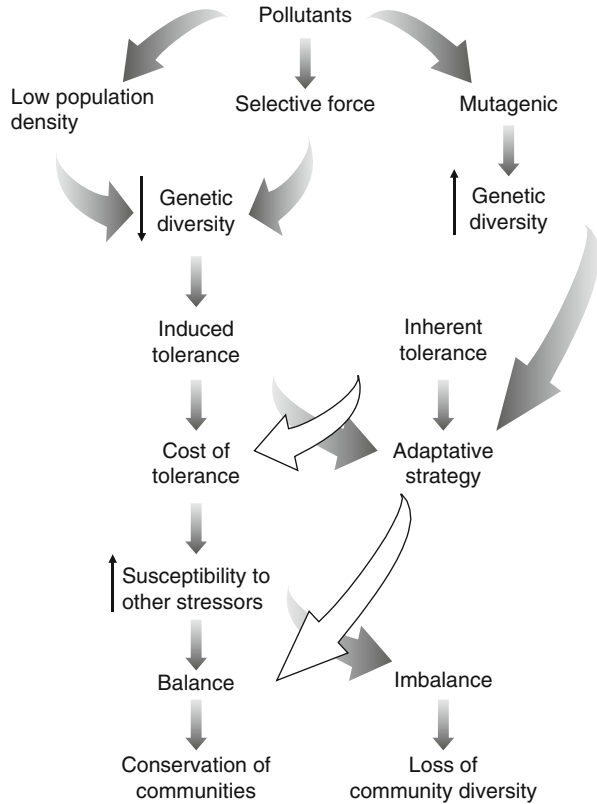 Pollutants
Low population
density
Selective force
Mutagenic
Genetic
diversity
Genetic
diversity
Induced
tolerance
Inherent
tolerance
Cost of
tolerance
Adaptative
strategy
Susceptibility to
other stressors
Balance
Imbalance
Conservation of
communities
Loss of
community diversity